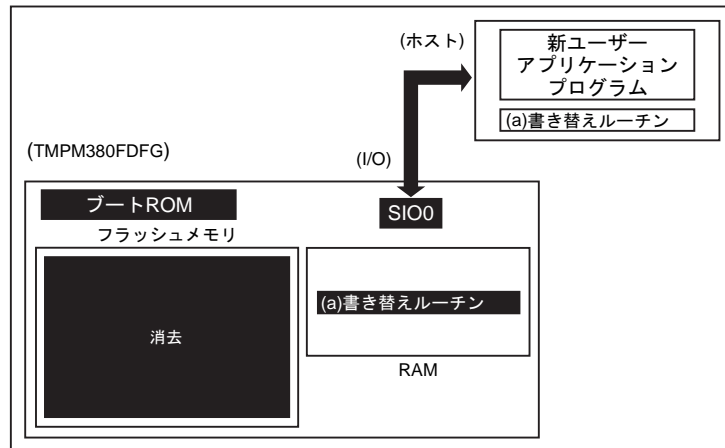 (ホスト)
新ユーザー
アプリケーション
プログラム
(a)書き替えルーチン
(TMPM380FDFG)
(I/O)
ブートROM
SIO0
フラッシュメモリ
(a)書き替えルーチン
消去
RAM